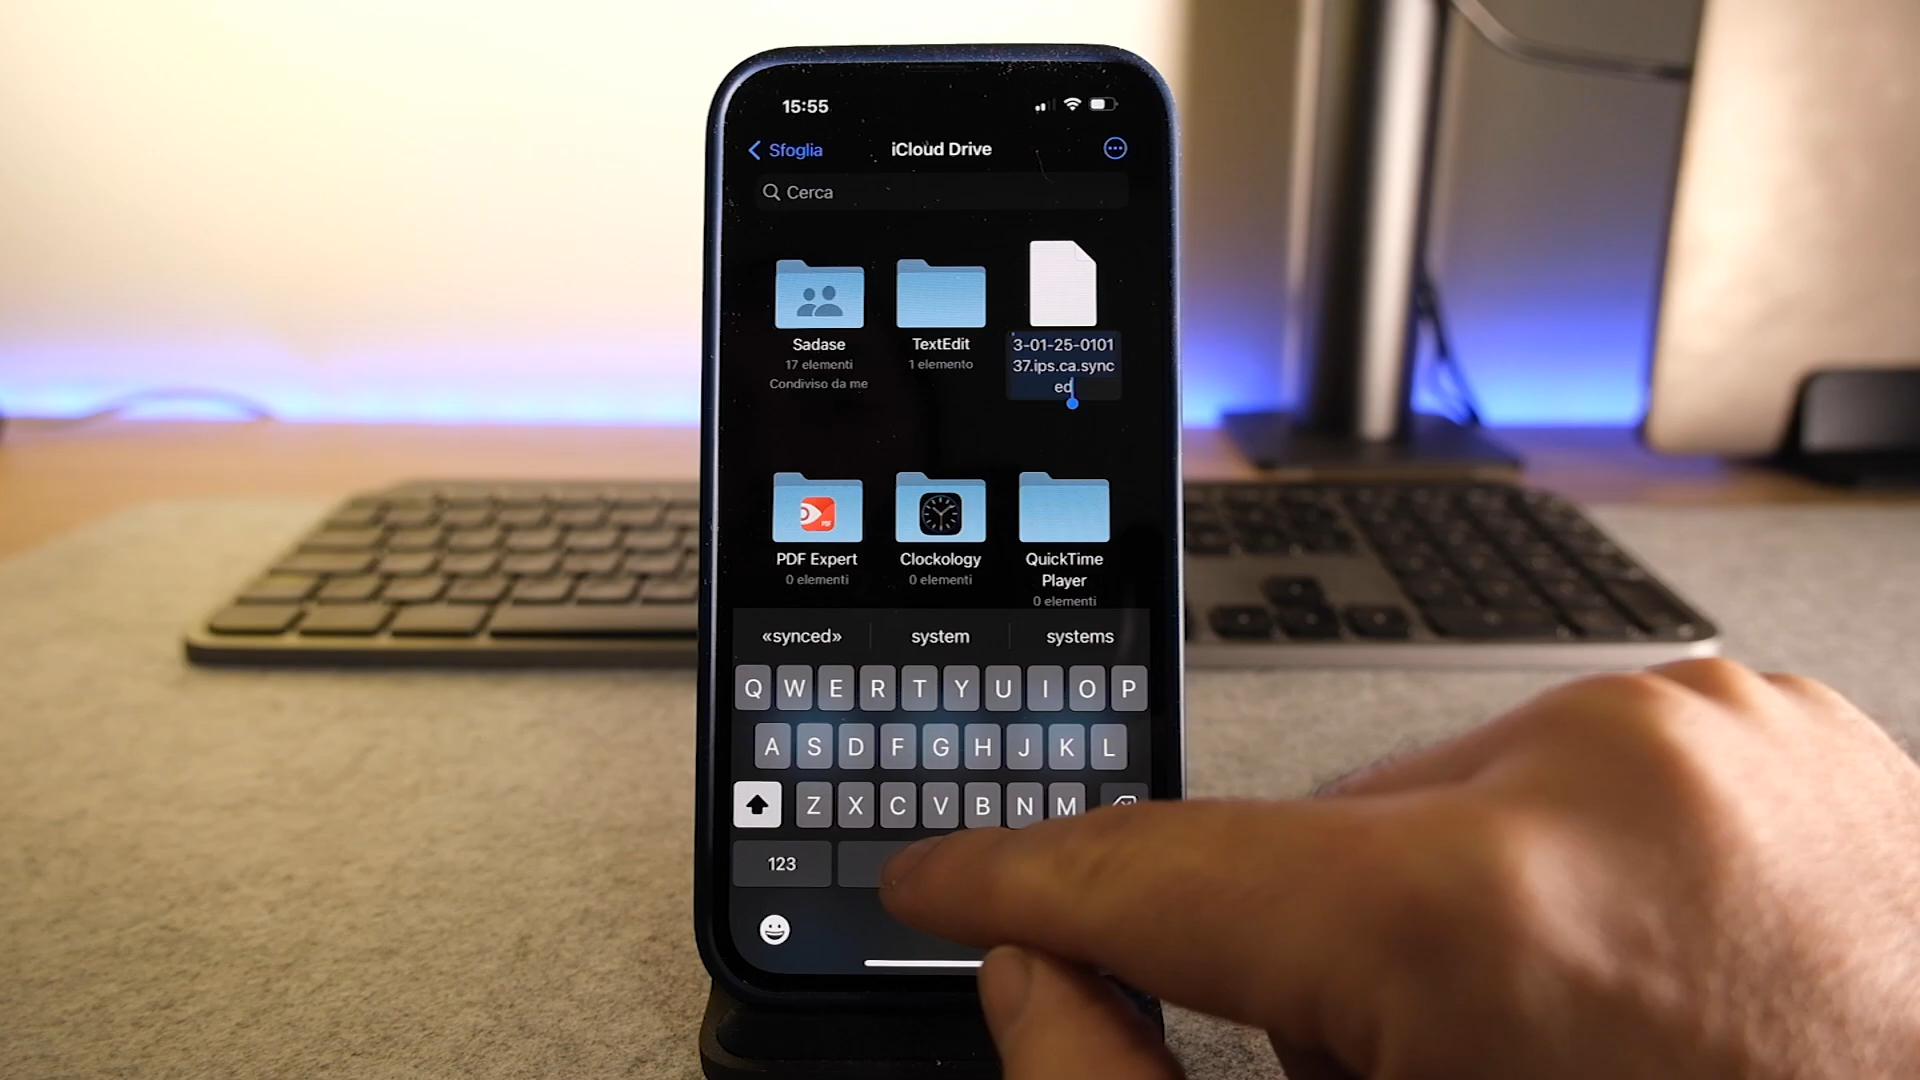 15:55
Sfoglia
iCloud Drive
Cerca
Sadase
17 elementi
Condiviso da me
TextEdit
1 elemento
3-01-25-0101
37.ips.ca.sync
ed
PDF
PDF Expert
0 elementi
Clockology
0 elementi
QuickTime
Player
0 elementi
«synced»
system
systems
Q W E R T Y U I O P
A S D F G H J K L
Z X C V B N M
123